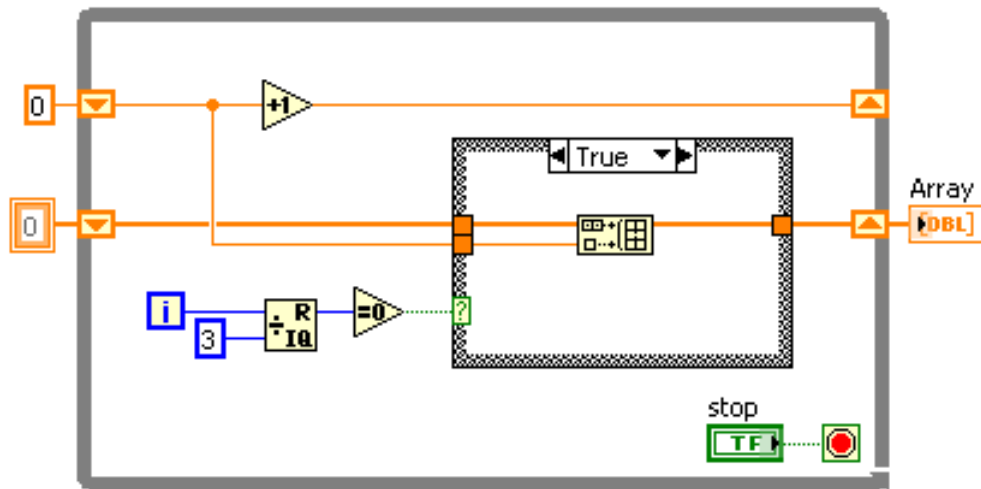 0
+1
True
Array
0
[DBL]
i
R
÷
IQ
=0
?
3
stop
TF